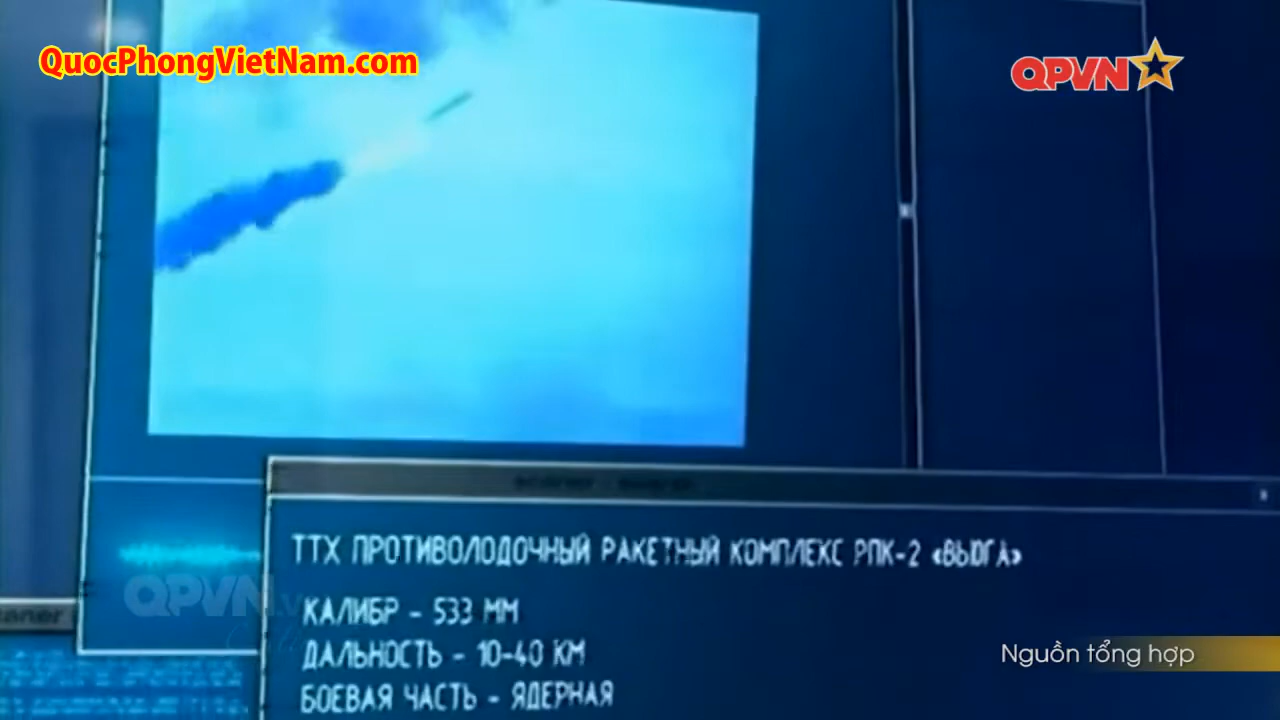 QuocPhongVietNam.com
QPVN
ТТХ ПРОТИВОЛОДОЧНЫЙ РАКЕТНЫЙ КОМПЛЕКС РПК-2 «ВЬЮГА»
КАЛИБР - 533 ММ
ДАЛЬНОСТЬ - 10-40 КМ
БОЕВАЯ ЧАСТЬ - ЯДЕРНАЯ
QPVN
Nguồn tổng hợp